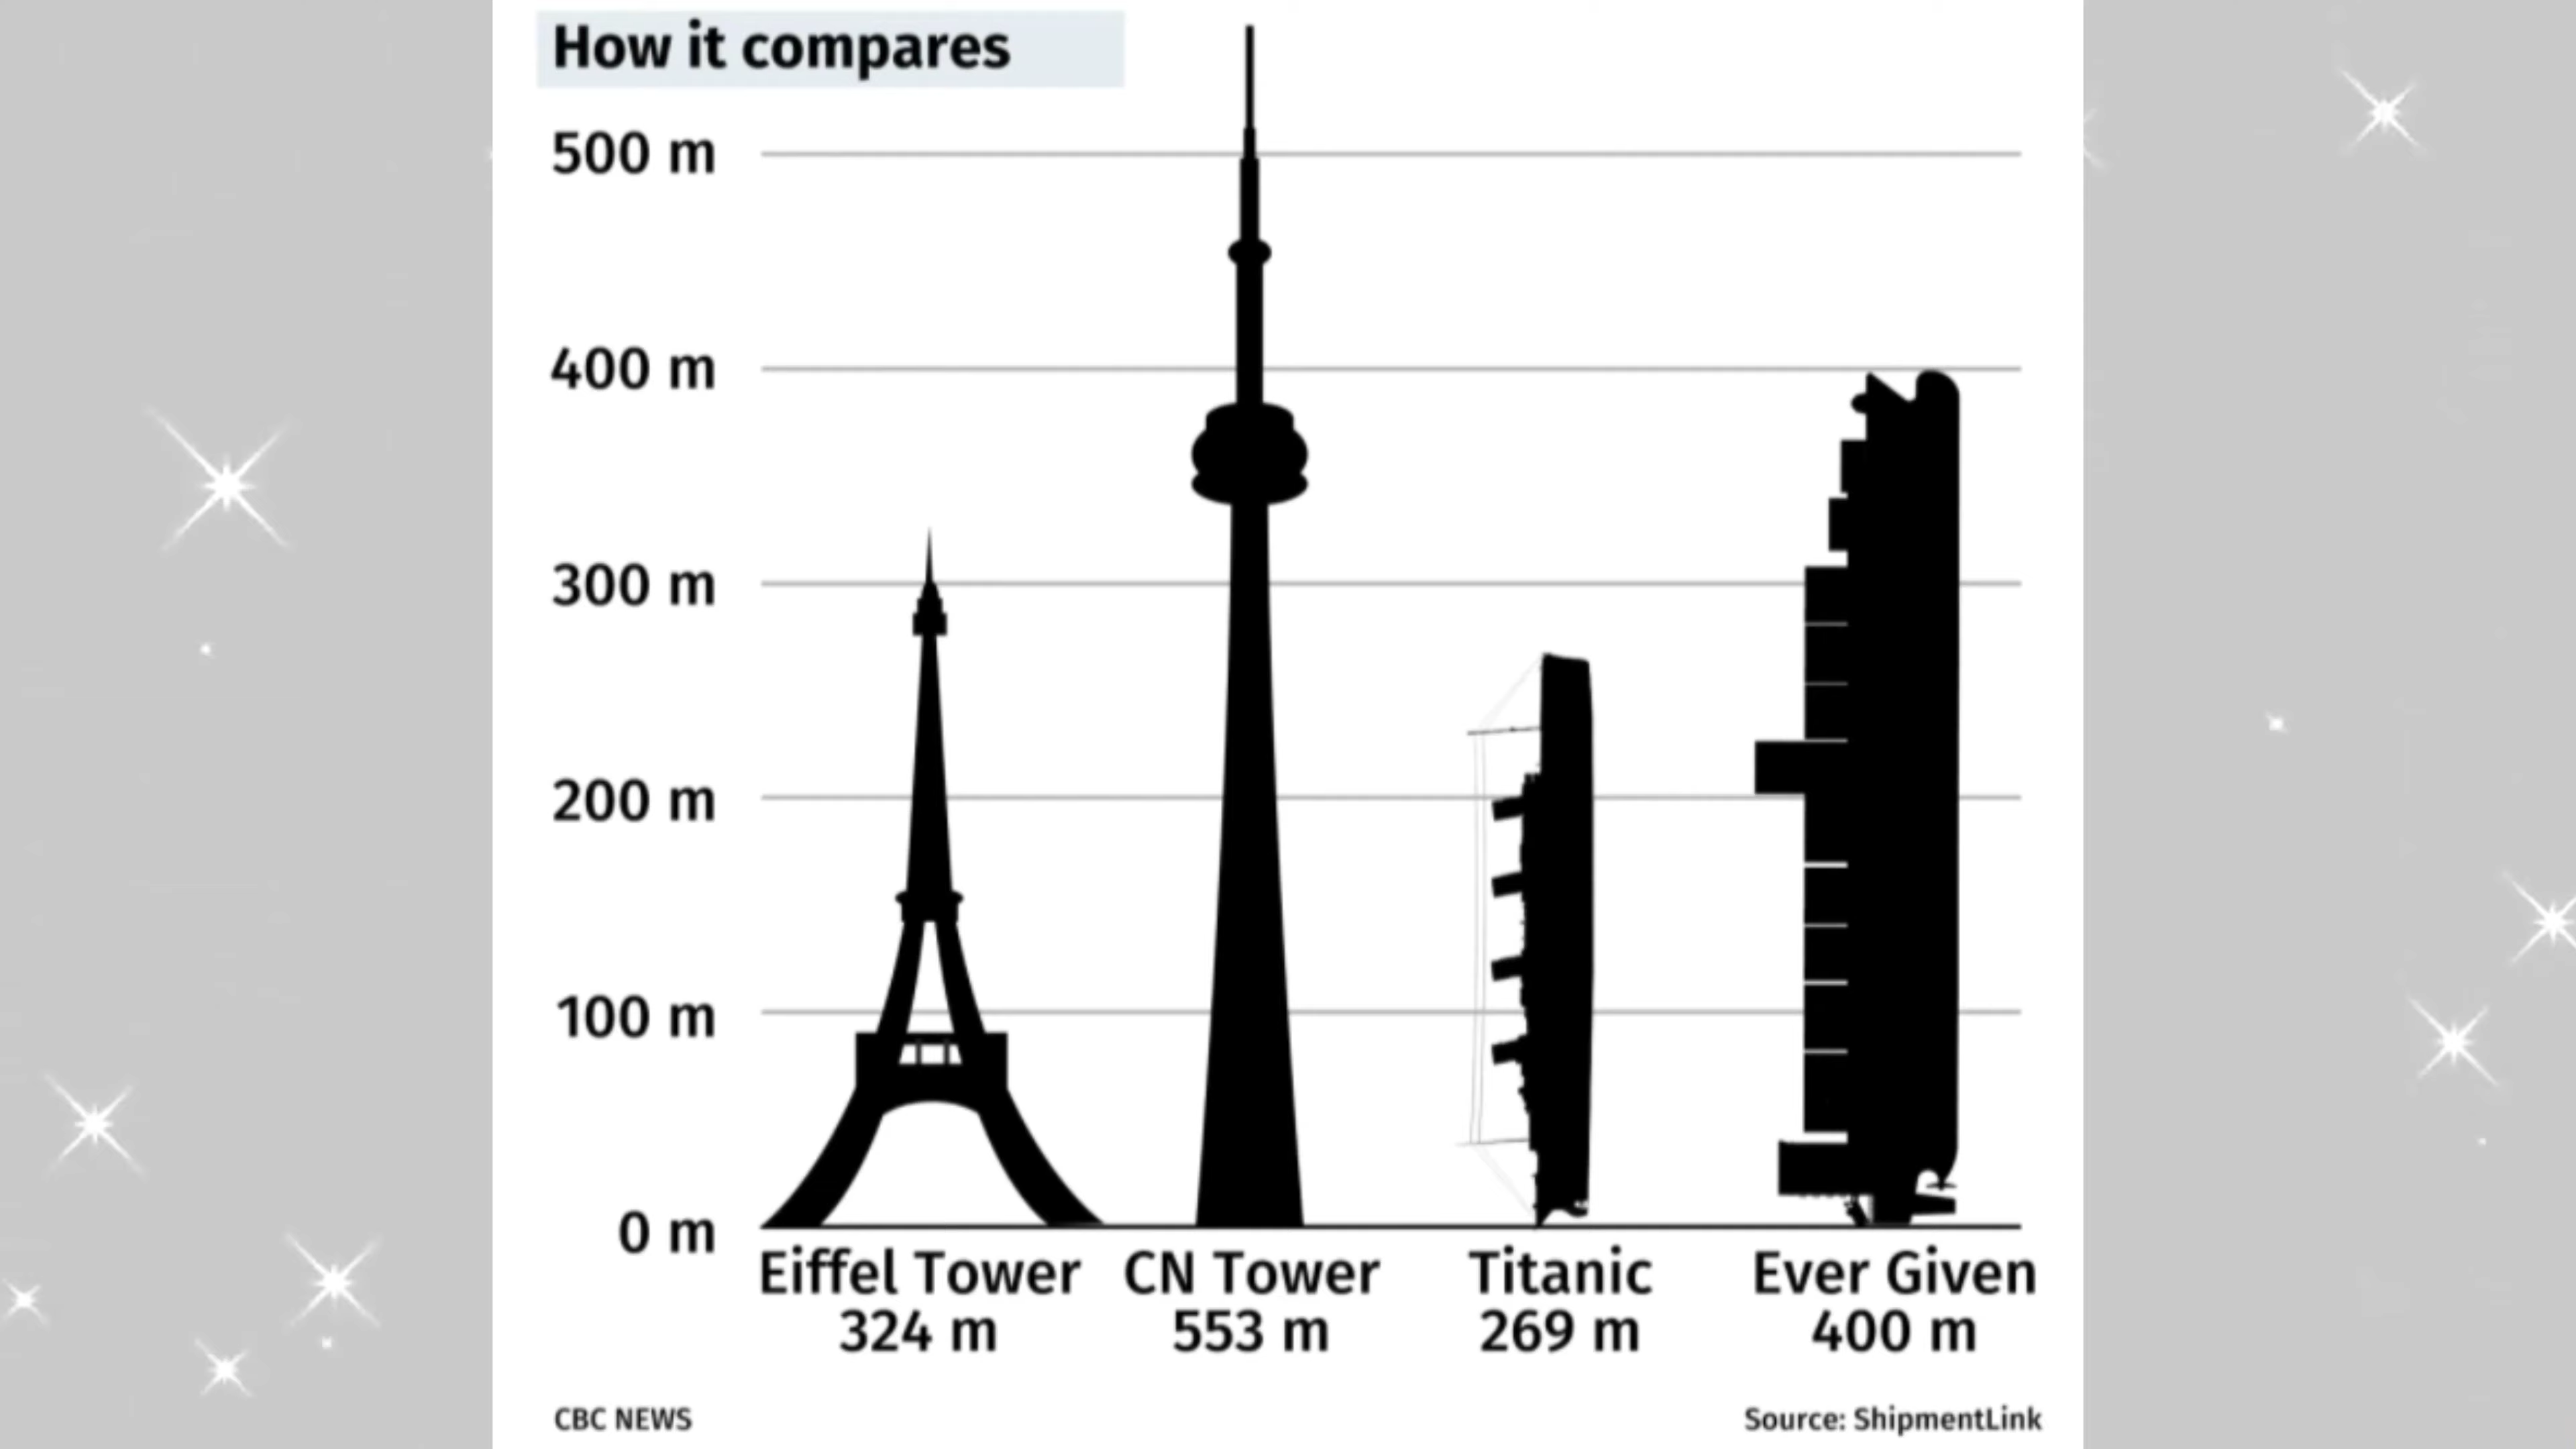 How it compares
500 m
400 m
300 m
200 m
100 m
0 m
Eiffel Tower CN Tower Titanic Ever Given
324 m 553 m 269 m 400 m
CBC NEWS Source: ShipmentLink